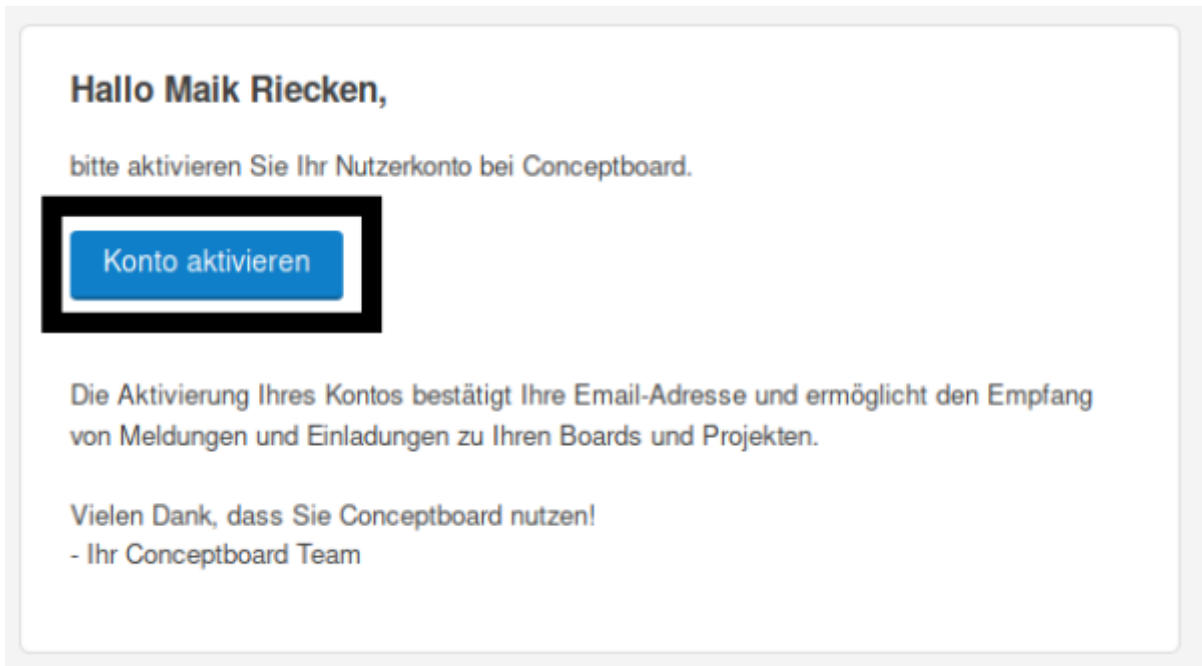 Hallo Maik Riecken,
bitte aktivieren Sie Ihr Nutzerkonto bei Conceptboard.
Konto aktivieren
Die Aktivierung Ihres Kontos bestätigt Ihre Email-Adresse und ermöglicht den Empfang
von Meldungen und Einladungen zu Ihren Boards und Projekten.
Vielen Dank, dass Sie Conceptboard nutzen!
- Ihr Conceptboard Team